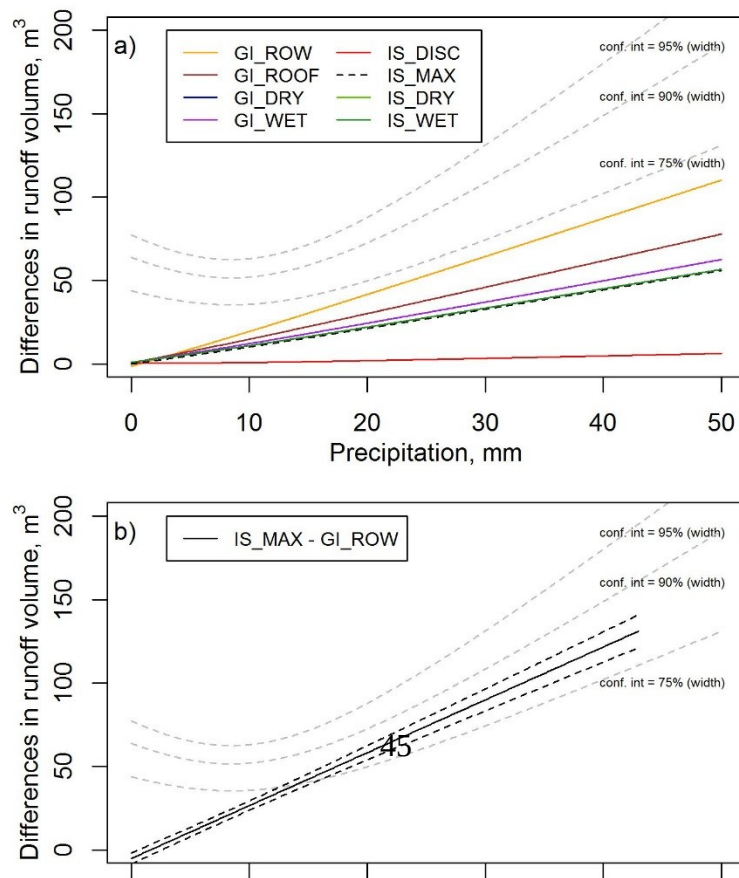 a)
GI_ROW
GI_ROOF
GI_DRY
GI_WET
IS_DISC
IS_MAX
IS_DRY
IS_WET
conf. int = 95% (width)
conf. int = 90% (width)
conf. int = 75% (width)
Differences in runoff volume, m³
200
150
100
50
0
0 10 20 30 40 50
Precipitation, mm
b)
IS_MAX - GI_ROW
conf. int = 95% (width)
conf. int = 90% (width)
conf. int = 75% (width)
45
Differences in runoff volume, m³
200
150
100
50
0